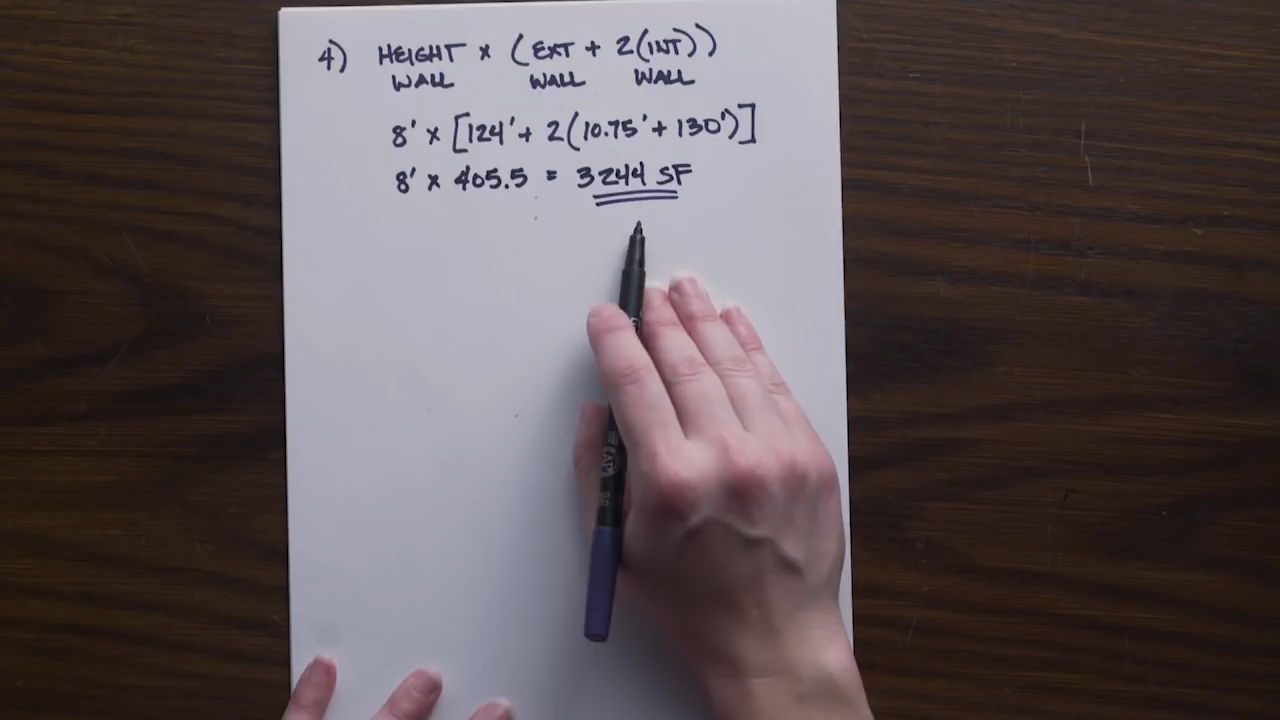 4) HEIGHT x (EXT + 2(INT))
WALL WALL WALL
8' x [124' + 2(10.75' + 130')]
8' x 405.5 = 3244 SF